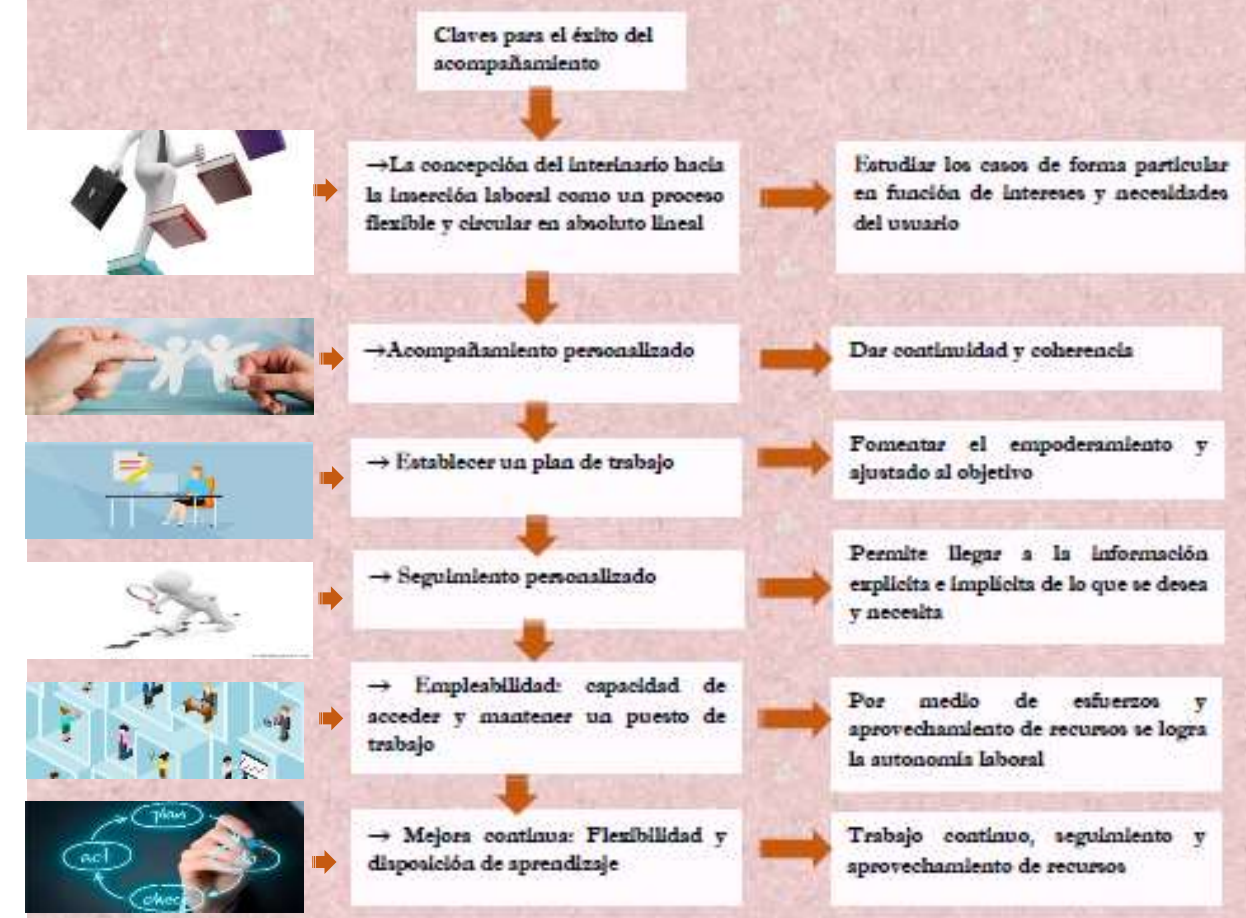 Claves para el éxito del
acompañamiento
→La concepción del interinario hacia
la inserción laboral como un proceso
flexible y circular en absoluto lineal
Estudiar los casos de forma particular
en función de intereses y necesidades
del usuario
→Acompañamiento personalizado
Dar continuidad y coherencia
→ Establecer un plan de trabajo
Fomentar el empoderamiento y
ajustado al objetivo
→ Seguimiento personalizado
Permite llegar a la información
explicita e implícita de lo que se desea
y necesita
→ Empleabilidad: capacidad de
acceder y mantener un puesto de
trabajo
Por medio de esfuerzos y
aprovechamiento de recursos se logra
la autonomía laboral
plan
act
check
→ Mejora continua: Flexibilidad y
disposición de aprendizaje
Trabajo continuo, seguimiento y
aprovechamiento de recursos